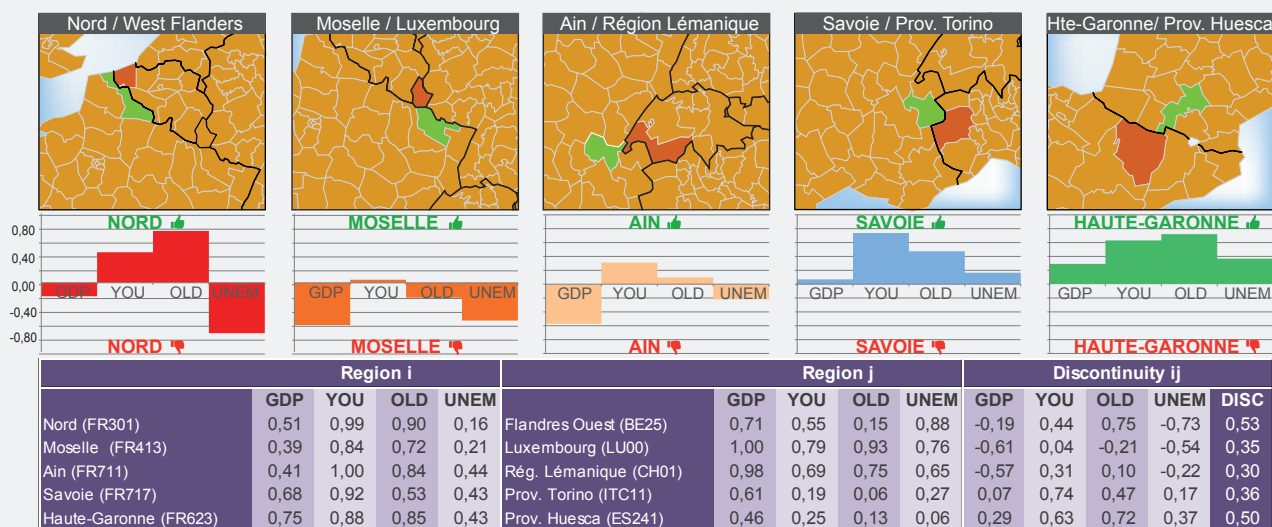 Nord / West Flanders
Moselle / Luxembourg
Ain / Région Lémanique
Savoie / Prov. Torino
Hte-Garonne/ Prov. Huesca
NORD MOSELLE AIN SAVOIE HAUTE-GARONNE
0,80
0,40
0,00
-0,40
-0,80
GDP YOU OLD UNEM
GDP YOU OLD UNEM
GDP YOU OLD UNEM
GDP YOU OLD UNEM
GDP YOU OLD UNEM
NORD MOSELLE AIN SAVOIE HAUTE-GARONNE
Region i Region j Discontinuity ij
GDP YOU OLD UNEM GDP YOU OLD UNEM GDP YOU OLD UNEM DISC
Nord (FR301) 0,51 0,99 0,90 0,16 Flandres Ouest (BE25) 0,71 0,55 0,15 0,88 -0,19 0,44 0,75 -0,73 0,53
Moselle (FR413) 0,39 0,84 0,72 0,21 Luxembourg (LU00) 1,00 0,79 0,93 0,76 -0,61 0,04 -0,21 -0,54 0,35
Ain (FR711) 0,41 1,00 0,84 0,44 Rég. Lémanique (CH01) 0,98 0,69 0,75 0,65 -0,57 0,31 0,10 -0,22 0,30
Savoie (FR717) 0,68 0,92 0,53 0,43 Prov. Torino (ITC11) 0,61 0,19 0,06 0,27 0,07 0,74 0,47 0,17 0,36
Haute-Garonne (FR623) 0,75 0,88 0,85 0,43 Prov. Huesca (ES241) 0,46 0,25 0,13 0,06 0,29 0,63 0,72 0,37 0,50